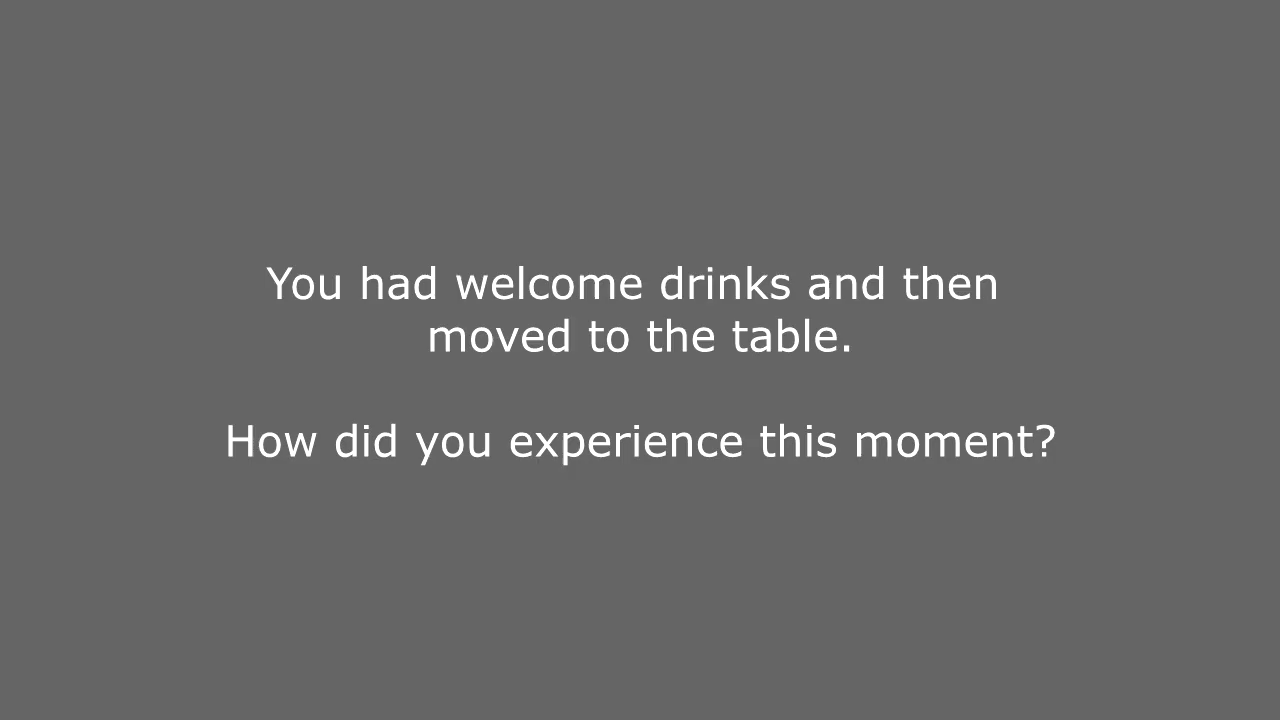 You had welcome drinks and then
moved to the table.
How did you experience this moment?